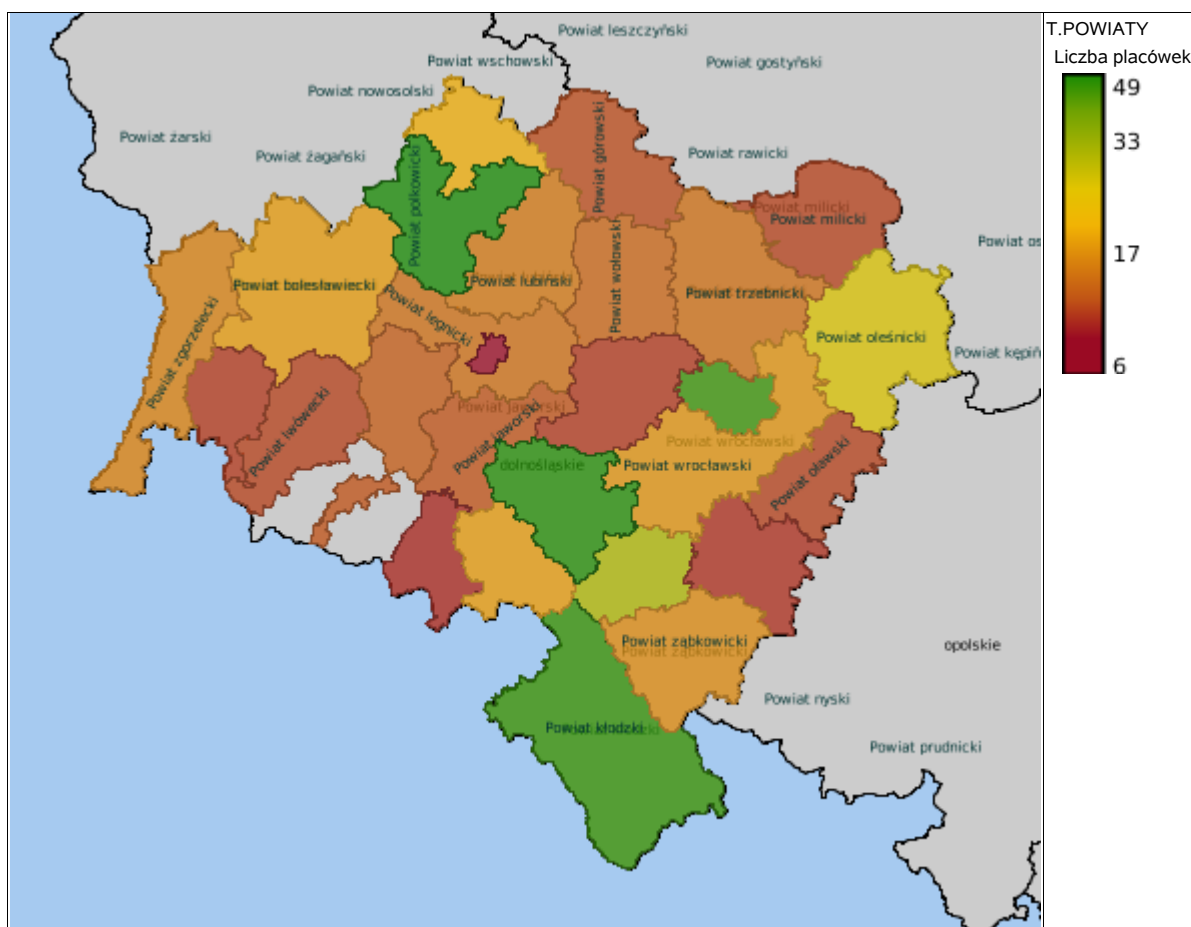 T.POWIATY
Liczba placówek
49
33
17
6
Powiat leszczyński
Powiat wschowski
Powiat gostyński
Powiat nowosolski
Powiat żarski
Powiat żagański
Powiat polkowicki
Powiat górowski
Powiat rawicki
Powiat milicki
Powiat milicki
Powiat os
Powiat bolesławiecki
Powiat lubiński
Powiat lubiński
Powiat wołowski
Powiat trzebnicki
Powiat zgorzelecki
Powiat legnicki
Powiat oleśnicki
Powiat kępiń
Powiat lwówecki
Powiat jaworski
Powiat jaworski
Powiat wrocławski
Powiat wrocławski
dolnośląskie
Powiat oławski
Powiat ząbkowicki
Powiat ząbkowicki
opolskie
Powiat nyski
Powiat kłodzki
Powiat prudnicki